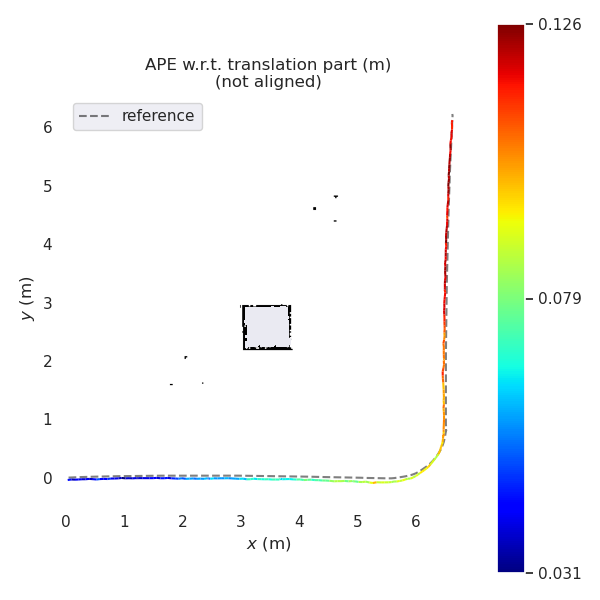 APE w.r.t. translation part (m)
(not aligned)
reference
0.126
0.079
0.031
6
5
4
3
2
1
0
y (m)
0 1 2 3 4 5 6
x (m)